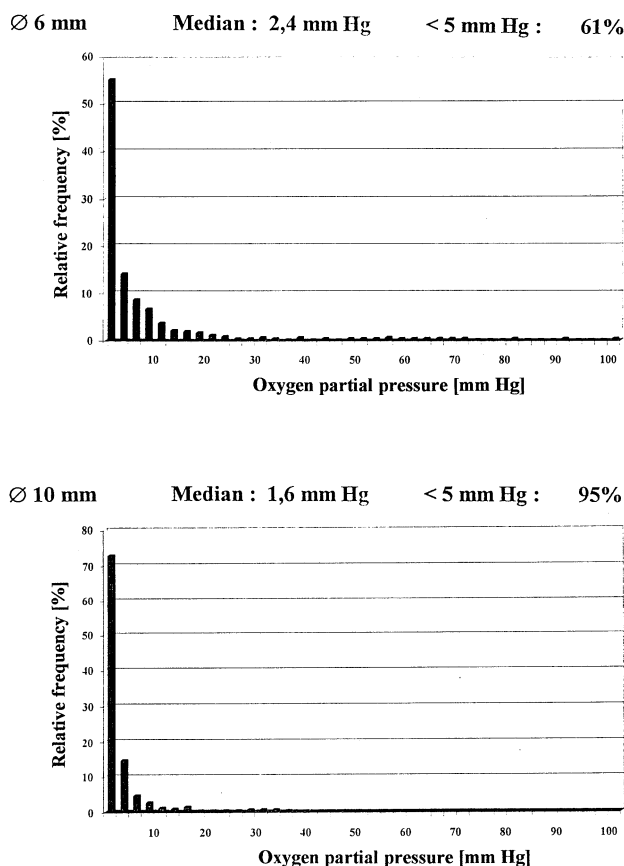 ∅ 6 mm Median : 2,4 mm Hg < 5 mm Hg : 61%
60
50
40
30
20
10
0
Relative frequency [%]
10 20 30 40 50 60 70 80 90 100
Oxygen partial pressure [mm Hg]
∅ 10 mm Median : 1,6 mm Hg < 5 mm Hg : 95%
80
70
60
50
40
30
20
10
0
Relative frequency [%]
10 20 30 40 50 60 70 80 90 100
Oxygen partial pressure [mm Hg]